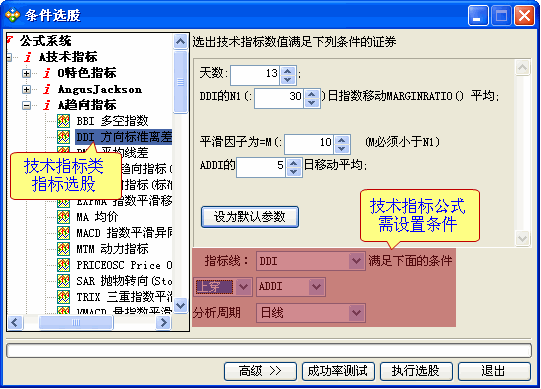 条件选股
公式系统
A技术指标
O特色指标
AngusJackson
A趋向指标
BBI 多空指数
DDI 方向标准离差
平均线差
技术指标类
指标选股
趋向指标(
指标(标准
EXPMA 指数平滑移
MA 均价
MACD 指数平滑异同
MTM 动力指标
PRICEOSC Price O
SAR 抛物转向(Sto
TRIX 三重指数平滑
VMACD 量指数平滑
选出技术指标数值满足下列条件的证券
天数: 13 ;
DDI的N1(: 30 )日指数移动MARGINRATIO() 平均;
平滑因子为=M(: 10 (M必须小于N1)
ADDI的 5 日移动平均;
设为默认参数
技术指标公式
需设置条件
指标线: DDI 满足下面的条件
上穿 ADDI
分析周期 日线
高级 >> 成功率测试 执行选股 退出